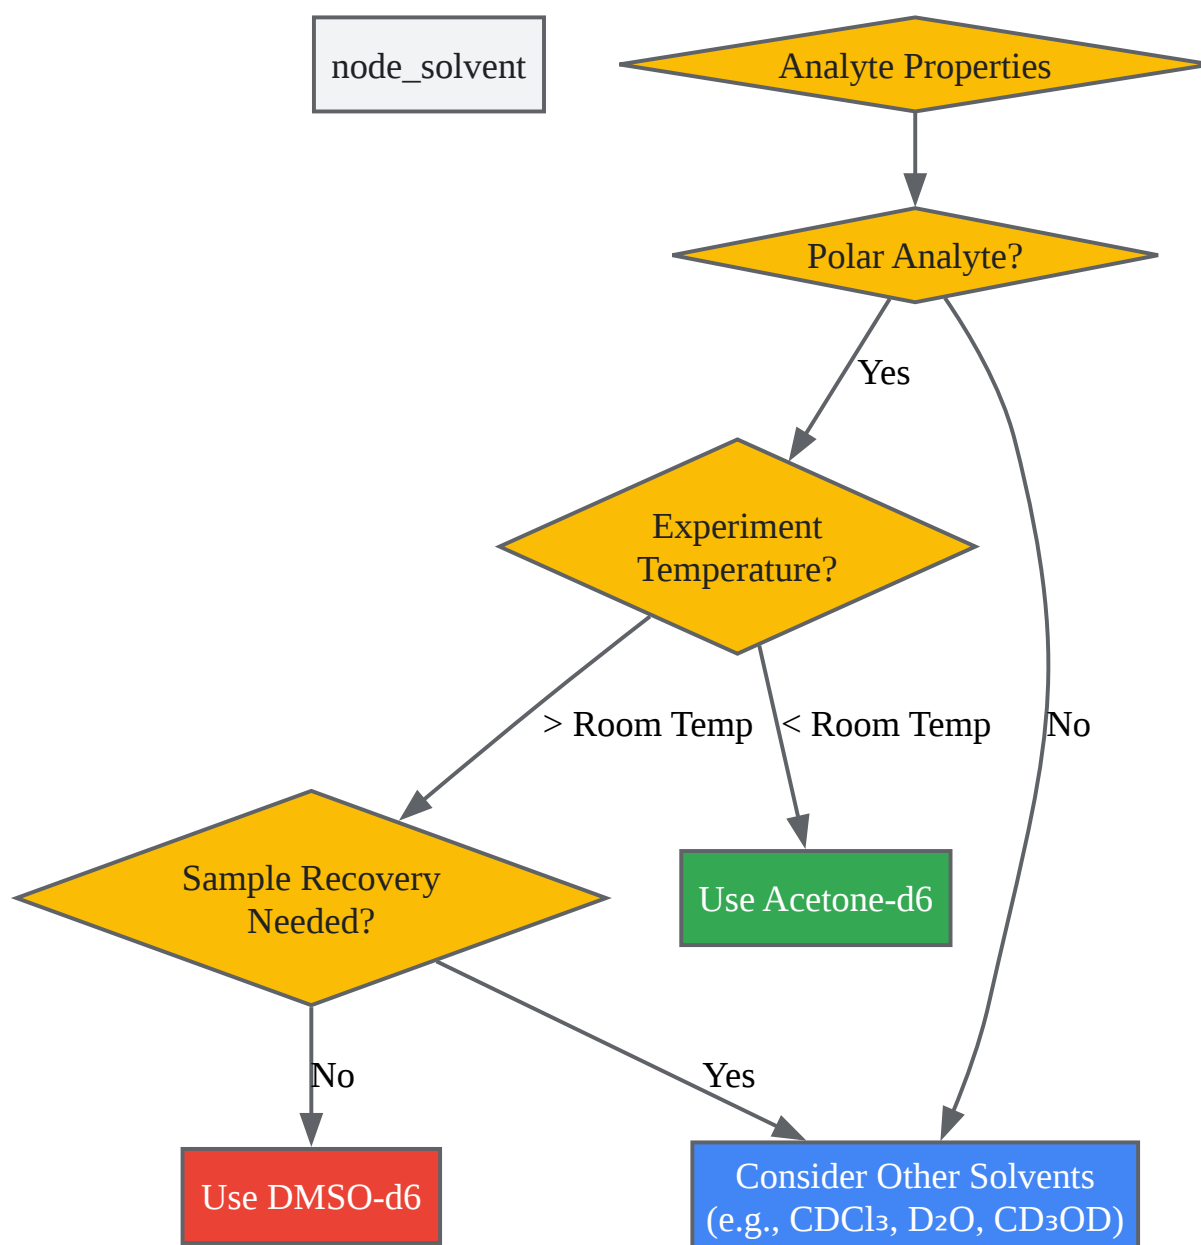 node_solvent
Analyte Properties
Polar Analyte?
Yes
Experiment
Temperature?
> Room Temp
< Room Temp
No
Sample Recovery
Needed?
Use Acetone-d6
No
Yes
Use DMSO-d6
Consider Other Solvents
(e.g., CDCl₃, D₂O, CD₃OD)